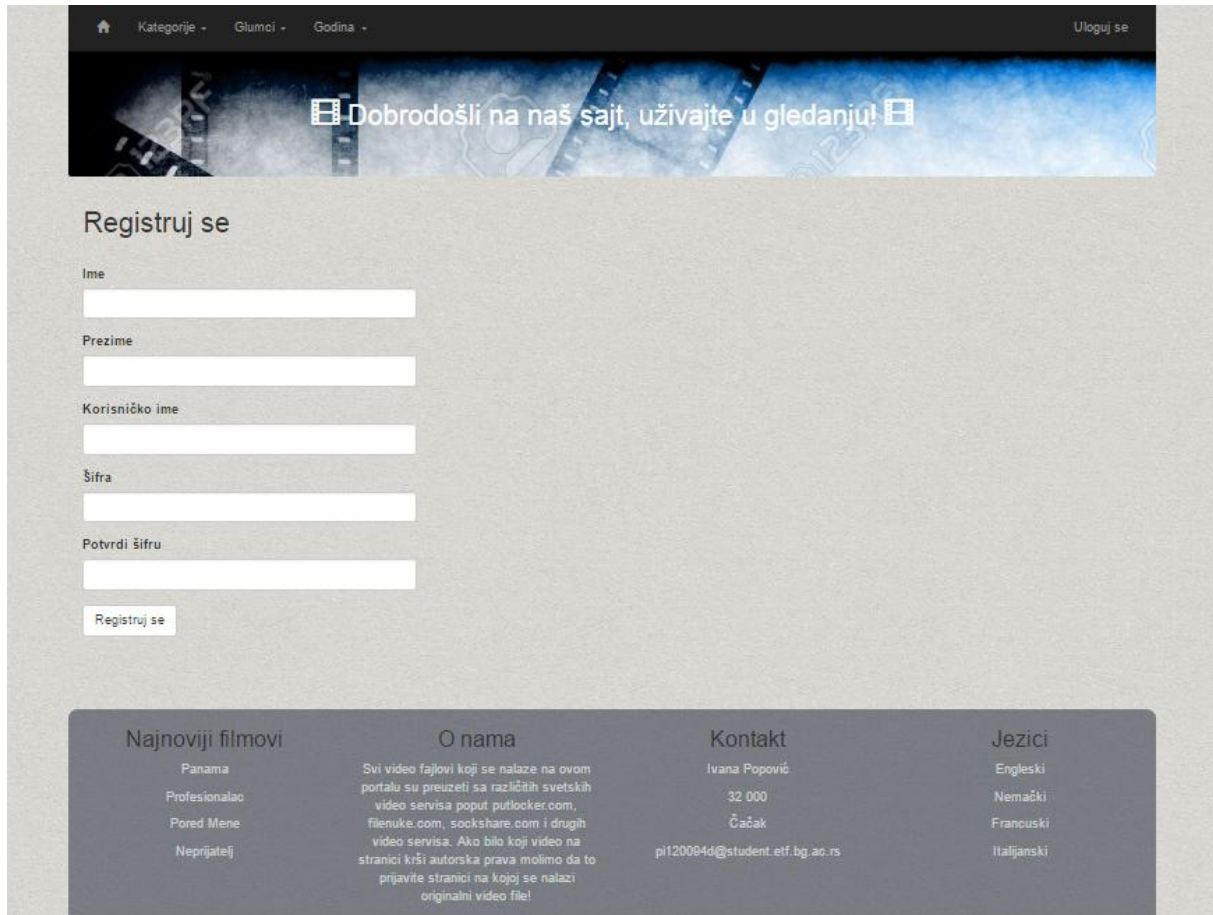 Kategorije Glumci Godina Uloguj se
Dobrodošli na naš sajt, uživajte u gledanju!
Registruj se
Ime
Prezime
Korisničko ime
Šifra
Potvrdi šifru
Registruj se
Najnoviji filmovi
Panama
Profesionalac
Pored Mene
Neprijatelj
O nama
Svi video fajlovi koji se nalaze na ovom
portalu su preuzeti sa različitih svetskih
video servisa poput putlocker.com,
filenuke.com, sockshare.com i drugih
video servisa. Ako bilo koji video na
stranici krši autorska prava molimo da to
prijavite stranici na kojoj se nalazi
originalni video file!
Kontakt
Ivana Popović
32 000
Čačak
pi120094d@student.etf.bg.ac.rs
Jezici
Engleski
Nemački
Francuski
Italijanski